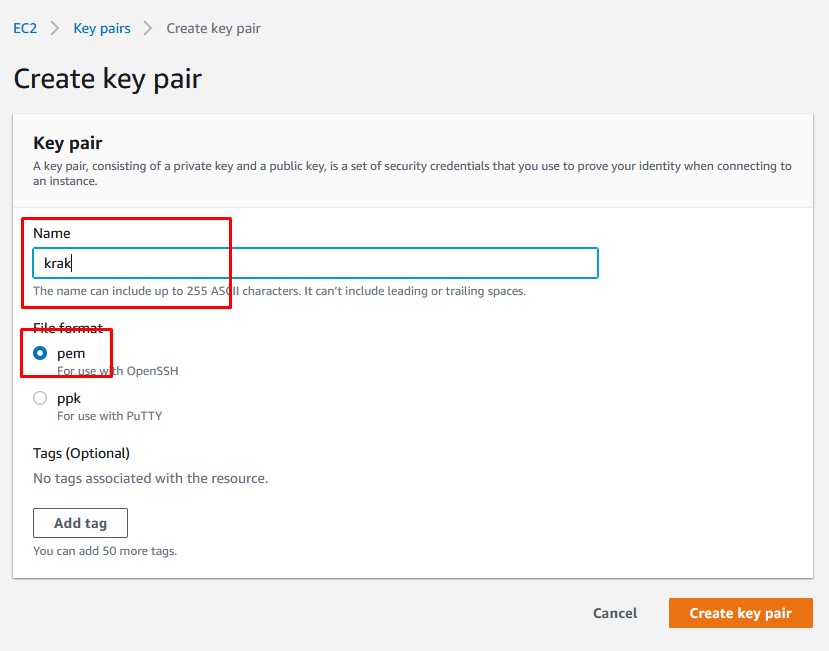 EC2 > Key pairs > Create key pair
Create key pair
Key pair
A key pair, consisting of a private key and a public key, is a set of security credentials that you use to prove your identity when connecting to
an instance.
Name
krak
The name can include up to 255 ASCII characters. It can't include leading or trailing spaces.
File format
pem
For use with OpenSSH
ppk
For use with PuTTY
Tags (Optional)
No tags associated with the resource.
Add tag
You can add 50 more tags.
Cancel Create key pair